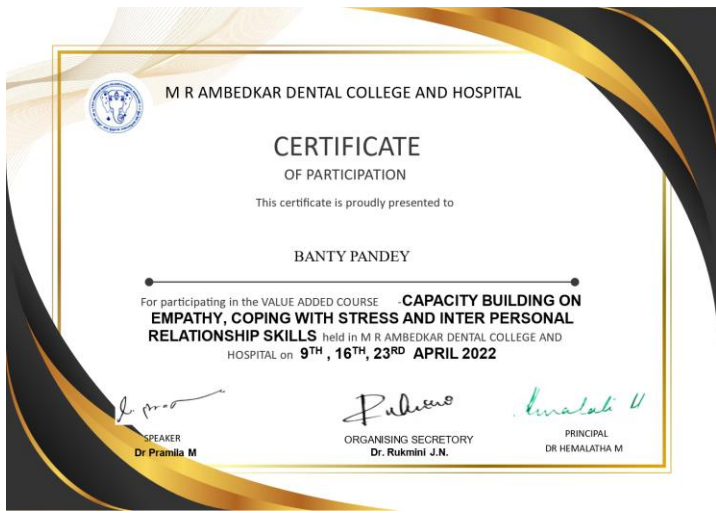 M R AMBEDKAR DENTAL COLLEGE AND HOSPITAL
CERTIFICATE
OF PARTICIPATION
This certificate is proudly presented to
BANTY PANDEY
For participating in the VALUE ADDED COURSE -CAPACITY BUILDING ON
EMPATHY, COPING WITH STRESS AND INTER PERSONAL
RELATIONSHIP SKILLS held in M R AMBEDKAR DENTAL COLLEGE AND
HOSPITAL on 9TH , 16TH, 23RD APRIL 2022
SPEAKER
Dr Pramila M
ORGANISING SECRETORY
Dr. Rukmini J.N.
PRINCIPAL
DR HEMALATHA M